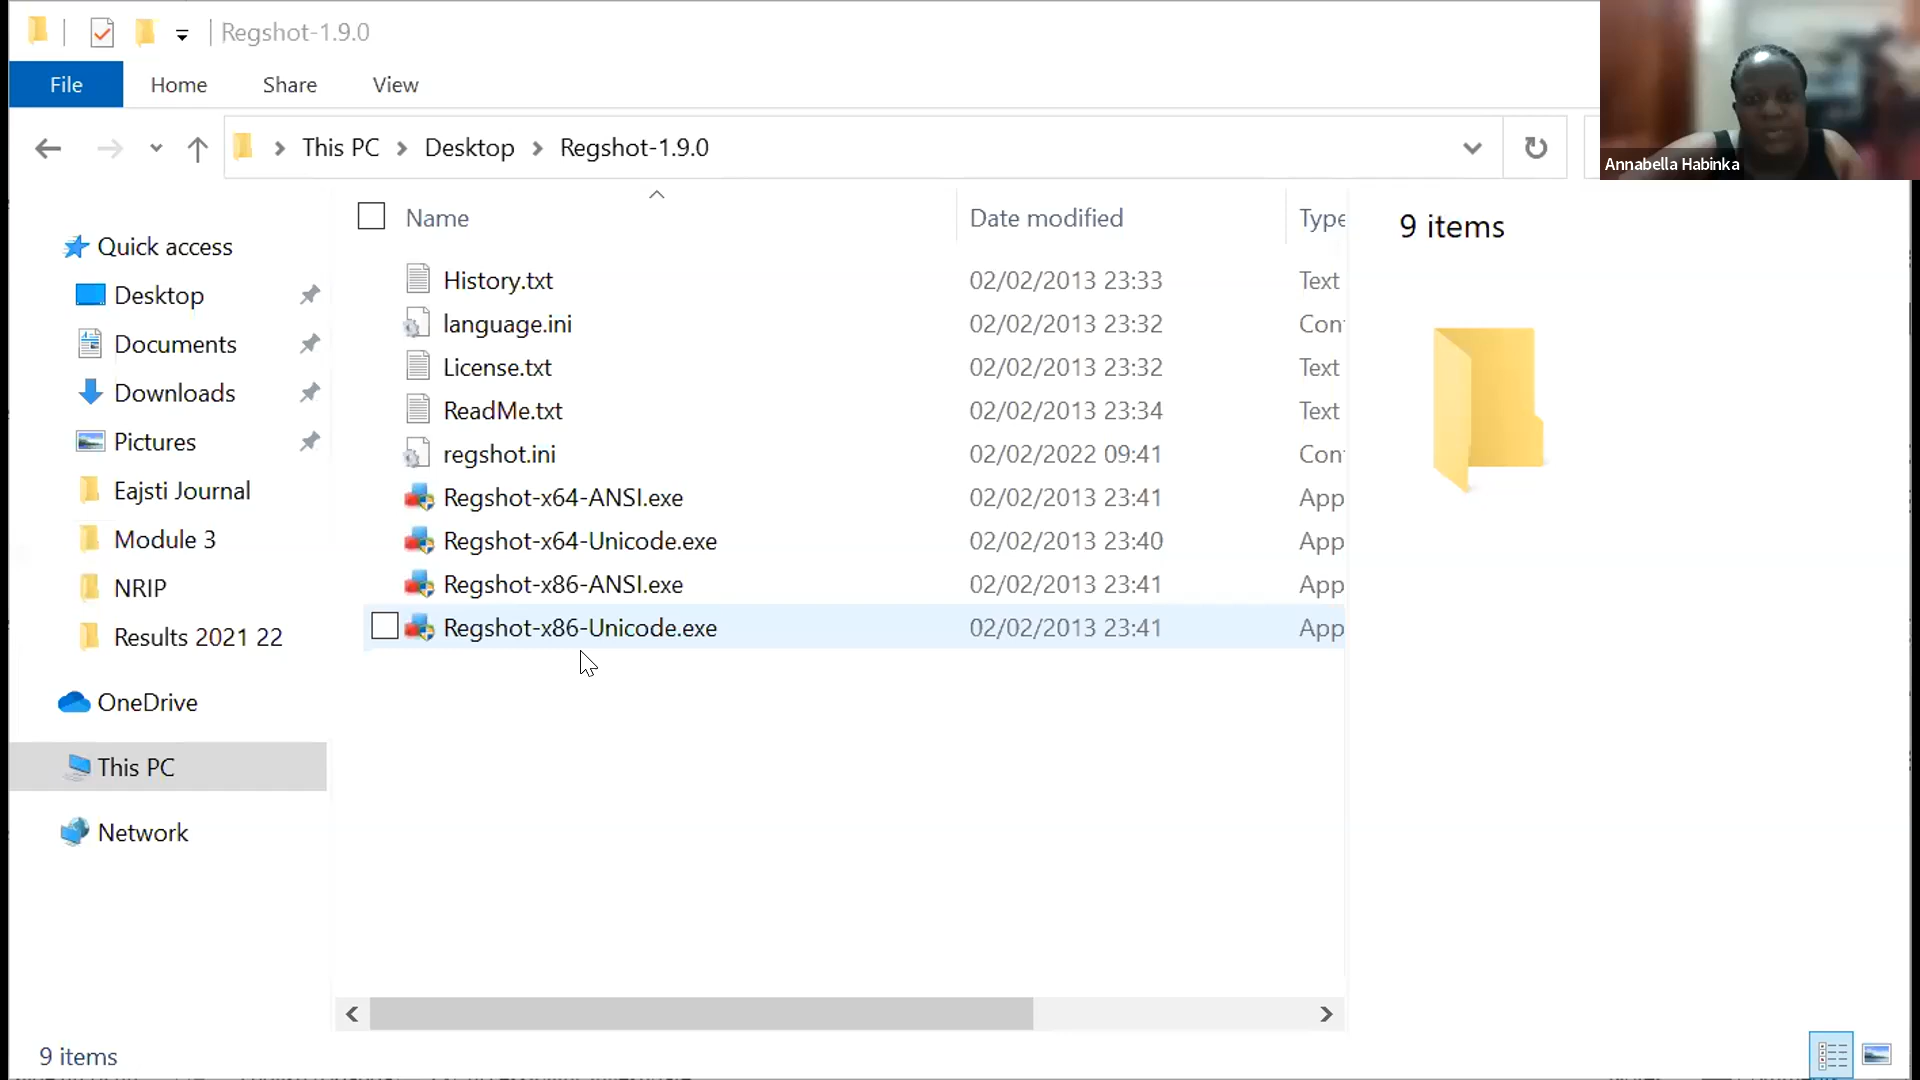 Regshot-1.9.0
File Home Share View
This PC Desktop Regshot-1.9.0
Annabella Habinka
Name Date modified Type
9 items
Quick access
Desktop
Documents
Downloads
Pictures
Eajsti Journal
Module 3
NRIP
Results 2021 22
OneDrive
This PC
Network
History.txt 02/02/2013 23:33 Text
language.ini 02/02/2013 23:32 Con
License.txt 02/02/2013 23:32 Text
ReadMe.txt 02/02/2013 23:34 Text
regshot.ini 02/02/2022 09:41 Con
Regshot-x64-ANSI.exe 02/02/2013 23:41 App
Regshot-x64-Unicode.exe 02/02/2013 23:40 App
Regshot-x86-ANSI.exe 02/02/2013 23:41 App
Regshot-x86-Unicode.exe 02/02/2013 23:41 App
9 items